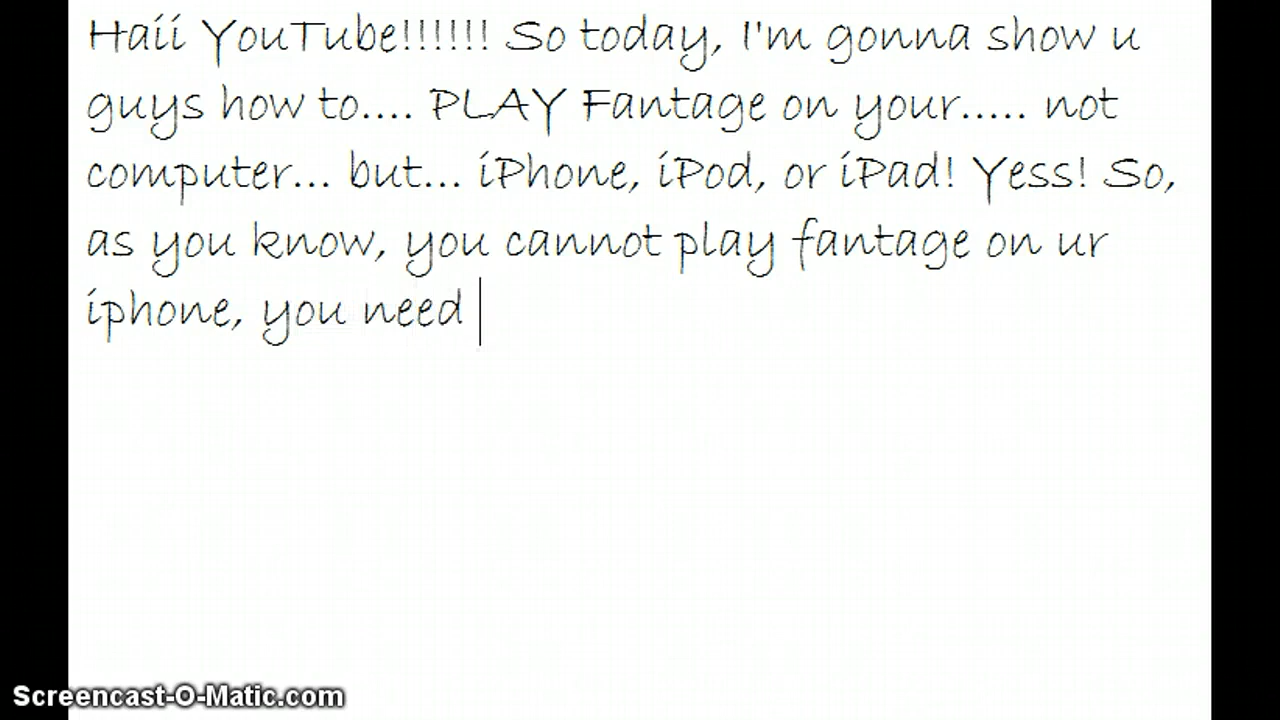 Haii YouTube!!!!!! So today, I'm gonna show u
guys how to.... PLAY Fantage on your..... not
computer... but... iPhone, iPod, or iPad! Yess! So,
as you know, you cannot play fantage on ur
iphone, you need
Screencast-O-Matic.com